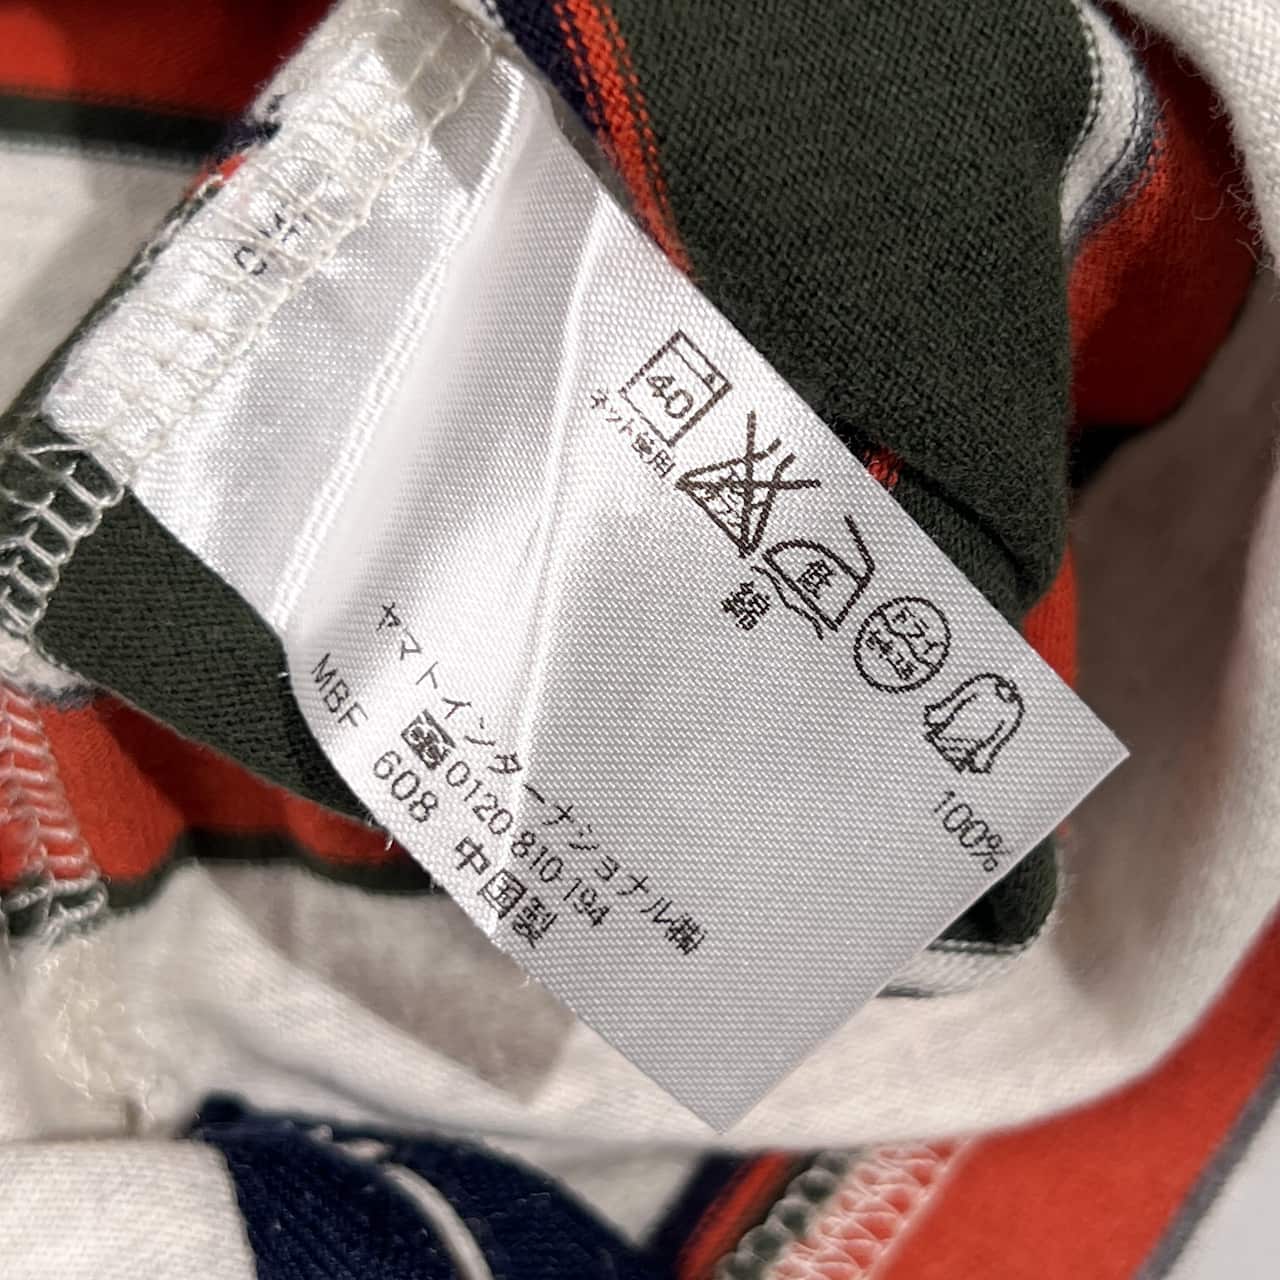 40
ネット使用
低
ドライ
綿
100%
ヤマトインターナショナル㈱
0120-810-194
MBF 608 中国製